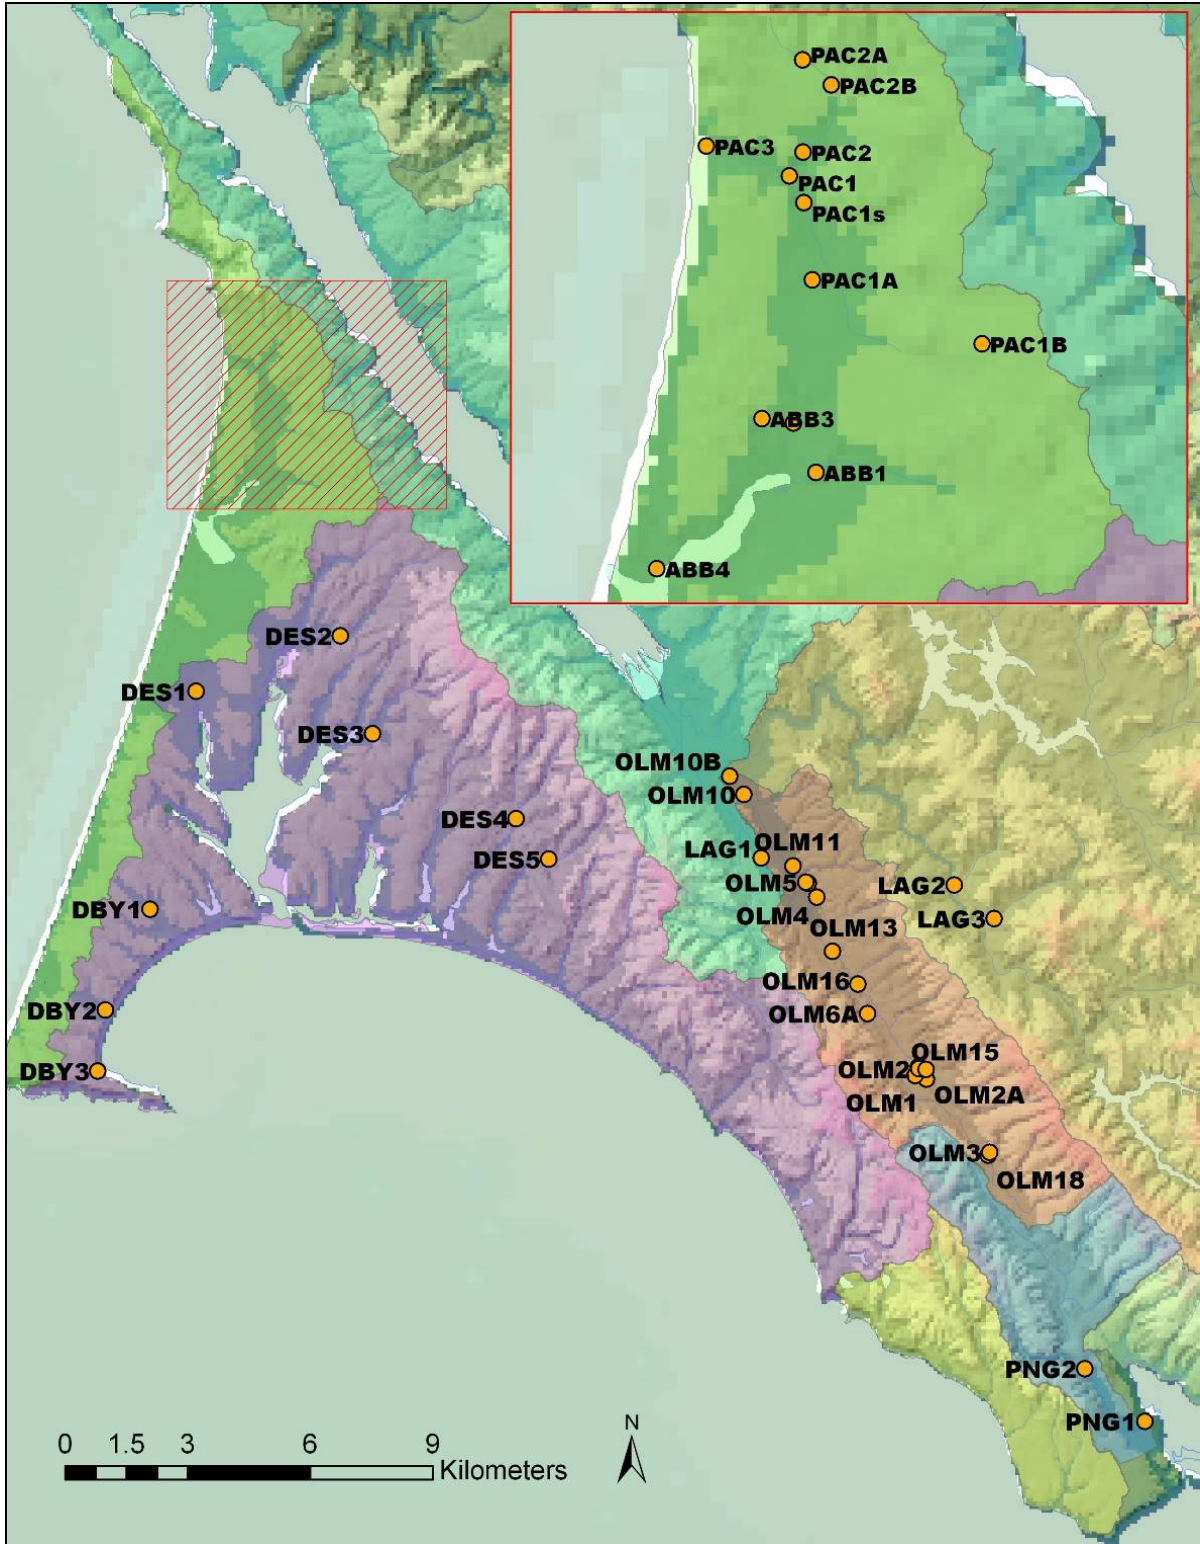 PAC2A
PAC2B
PAC3
PAC2
PAC1
PAC1s
PAC1A
PAC1B
ABB3
ABB1
ABB4
DES2
DES1
DES3
OLM10B
OLM10
DES4
LAG1
OLM11
DES5
OLM5
LAG2
DBY1
OLM4
LAG3
OLM13
OLM16
DBY2
OLM6A
OLM15
DBY3
OLM2
OLM2A
OLM1
OLM3
OLM18
PNG2
PNG1
N
0 1.5 3 6 9
Kilometers